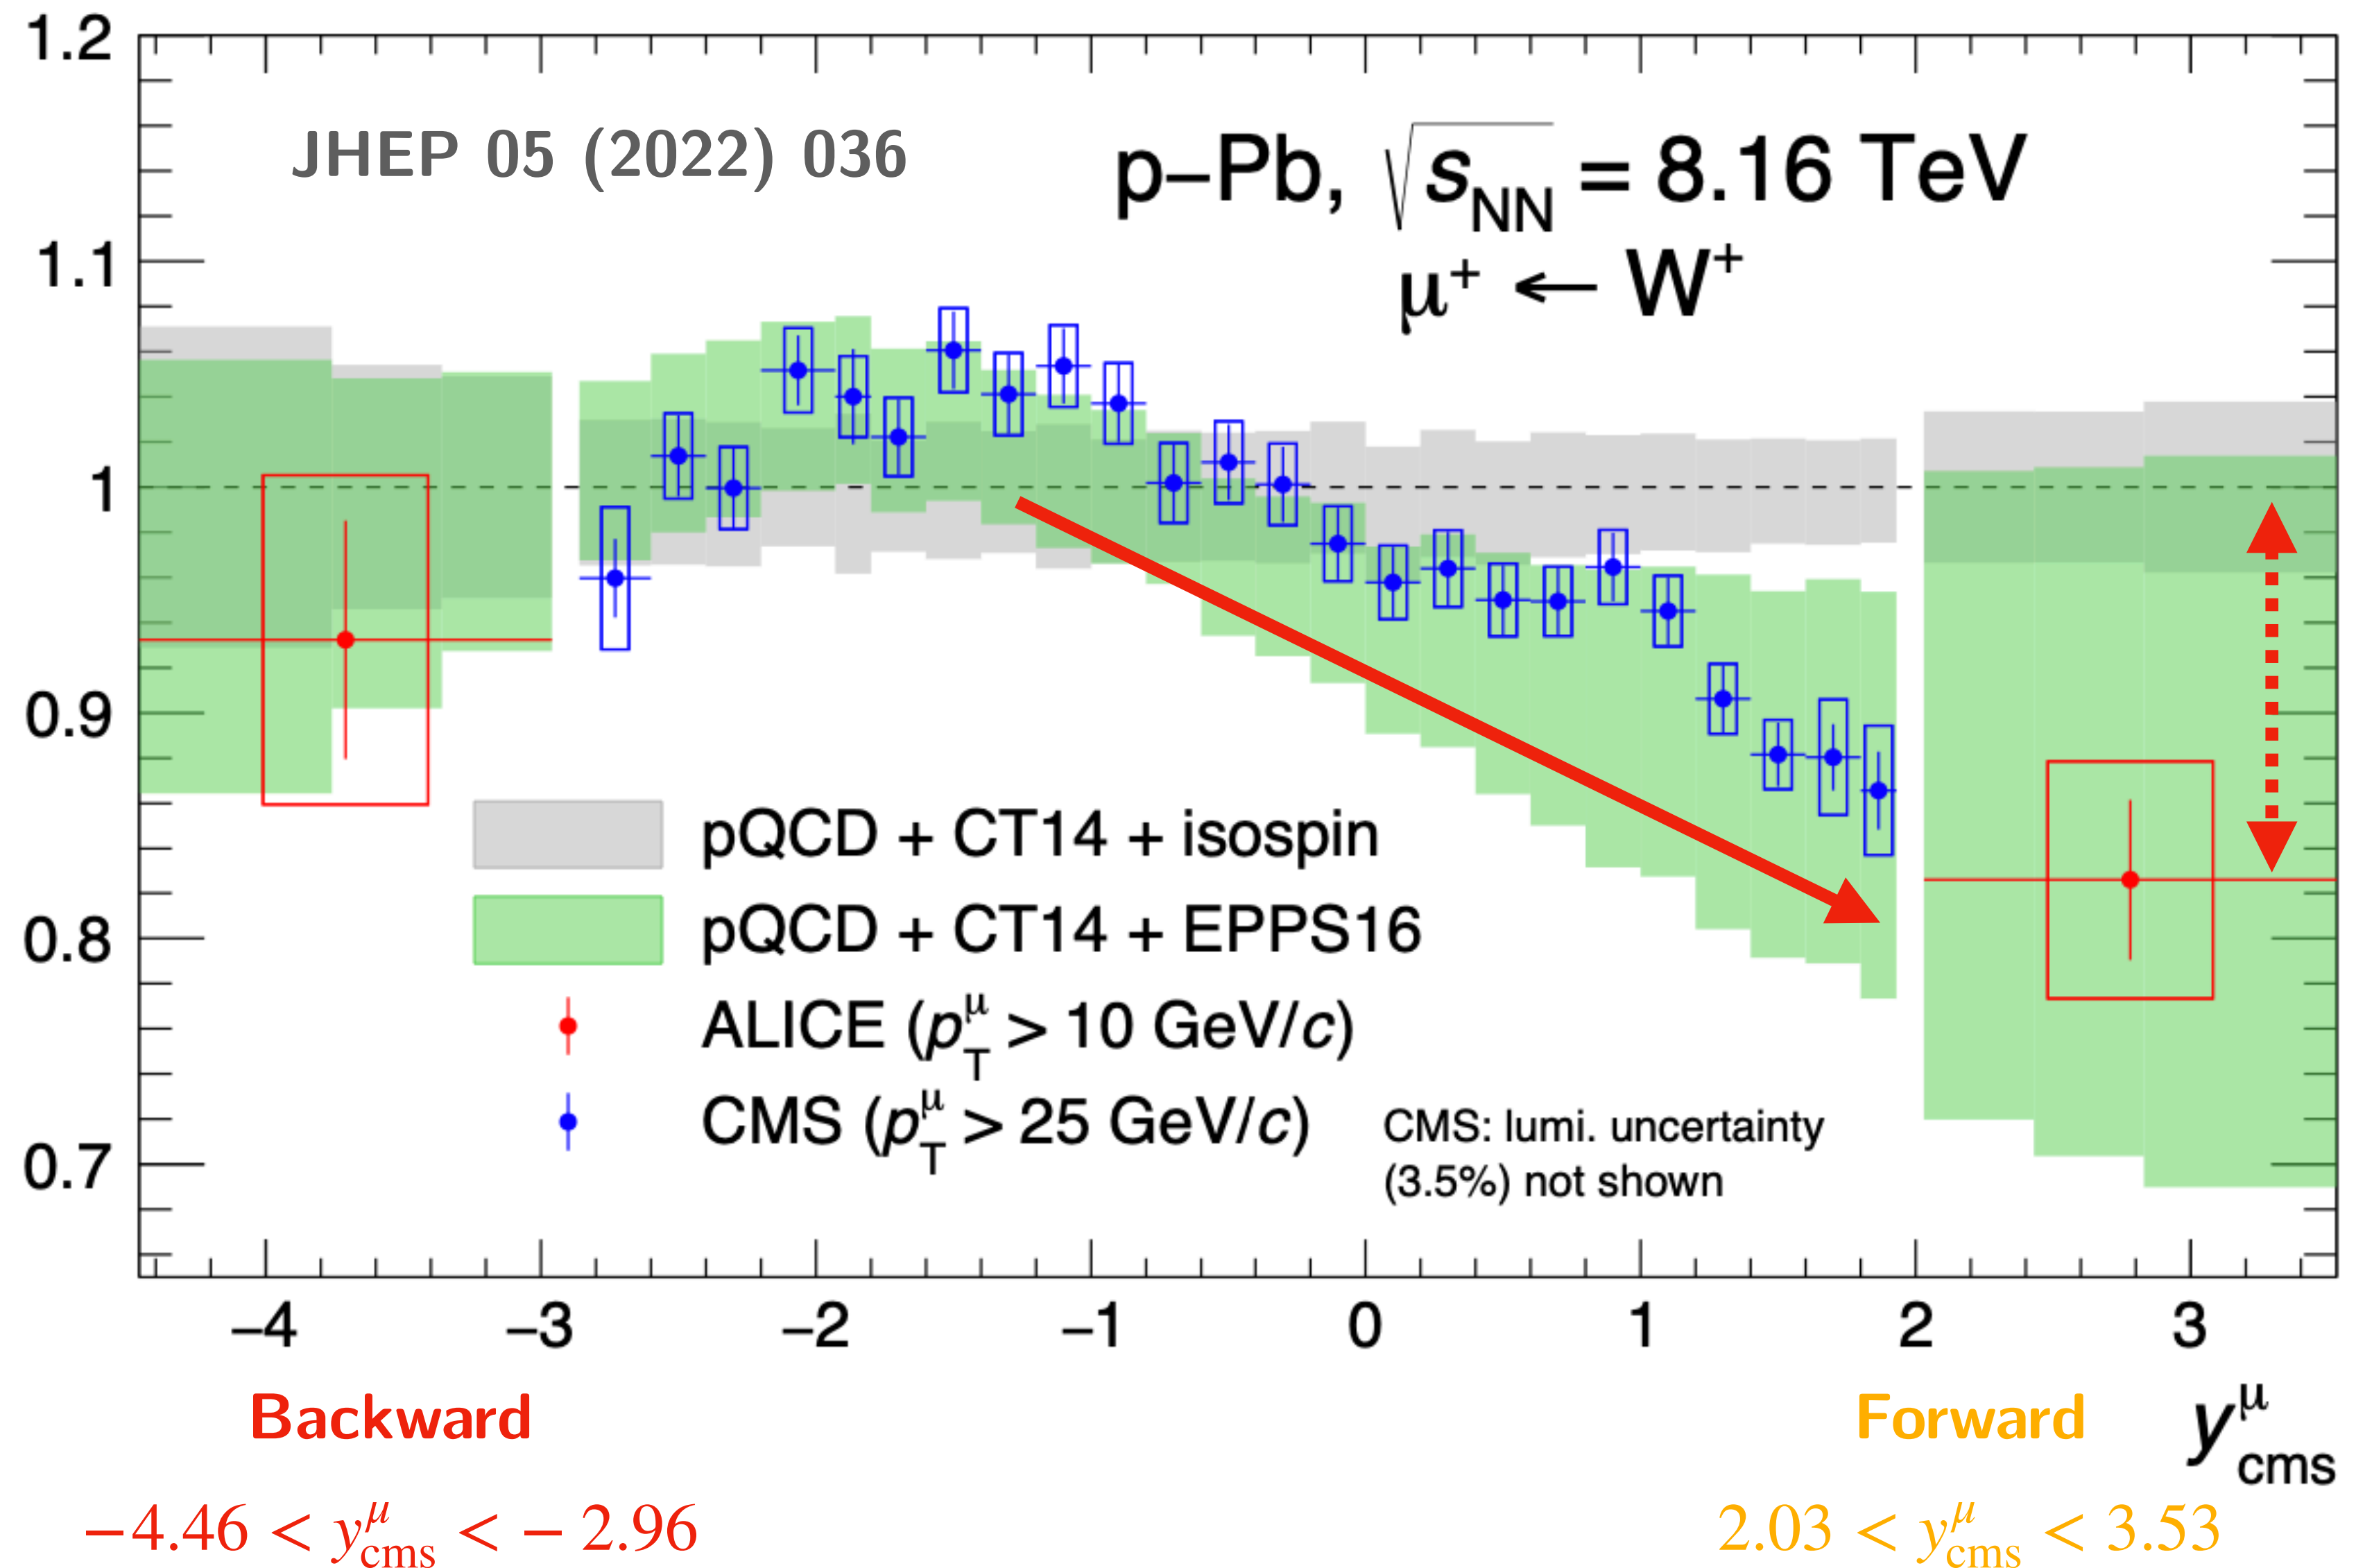 1.2
1.1
1
0.9
0.8
0.7
JHEP 05 (2022) 036
p–Pb, √sNN = 8.16 TeV
μ+ ← W+
pQCD + CT14 + isospin
pQCD + CT14 + EPPS16
ALICE (pTμ > 10 GeV/c)
CMS (pTμ > 25 GeV/c)
CMS: lumi. uncertainty
(3.5%) not shown
−4 −3 −2 −1 0 1 2 3
Backward Forward yμcms
−4.46 < yμcms < − 2.96 2.03 < yμcms < 3.53